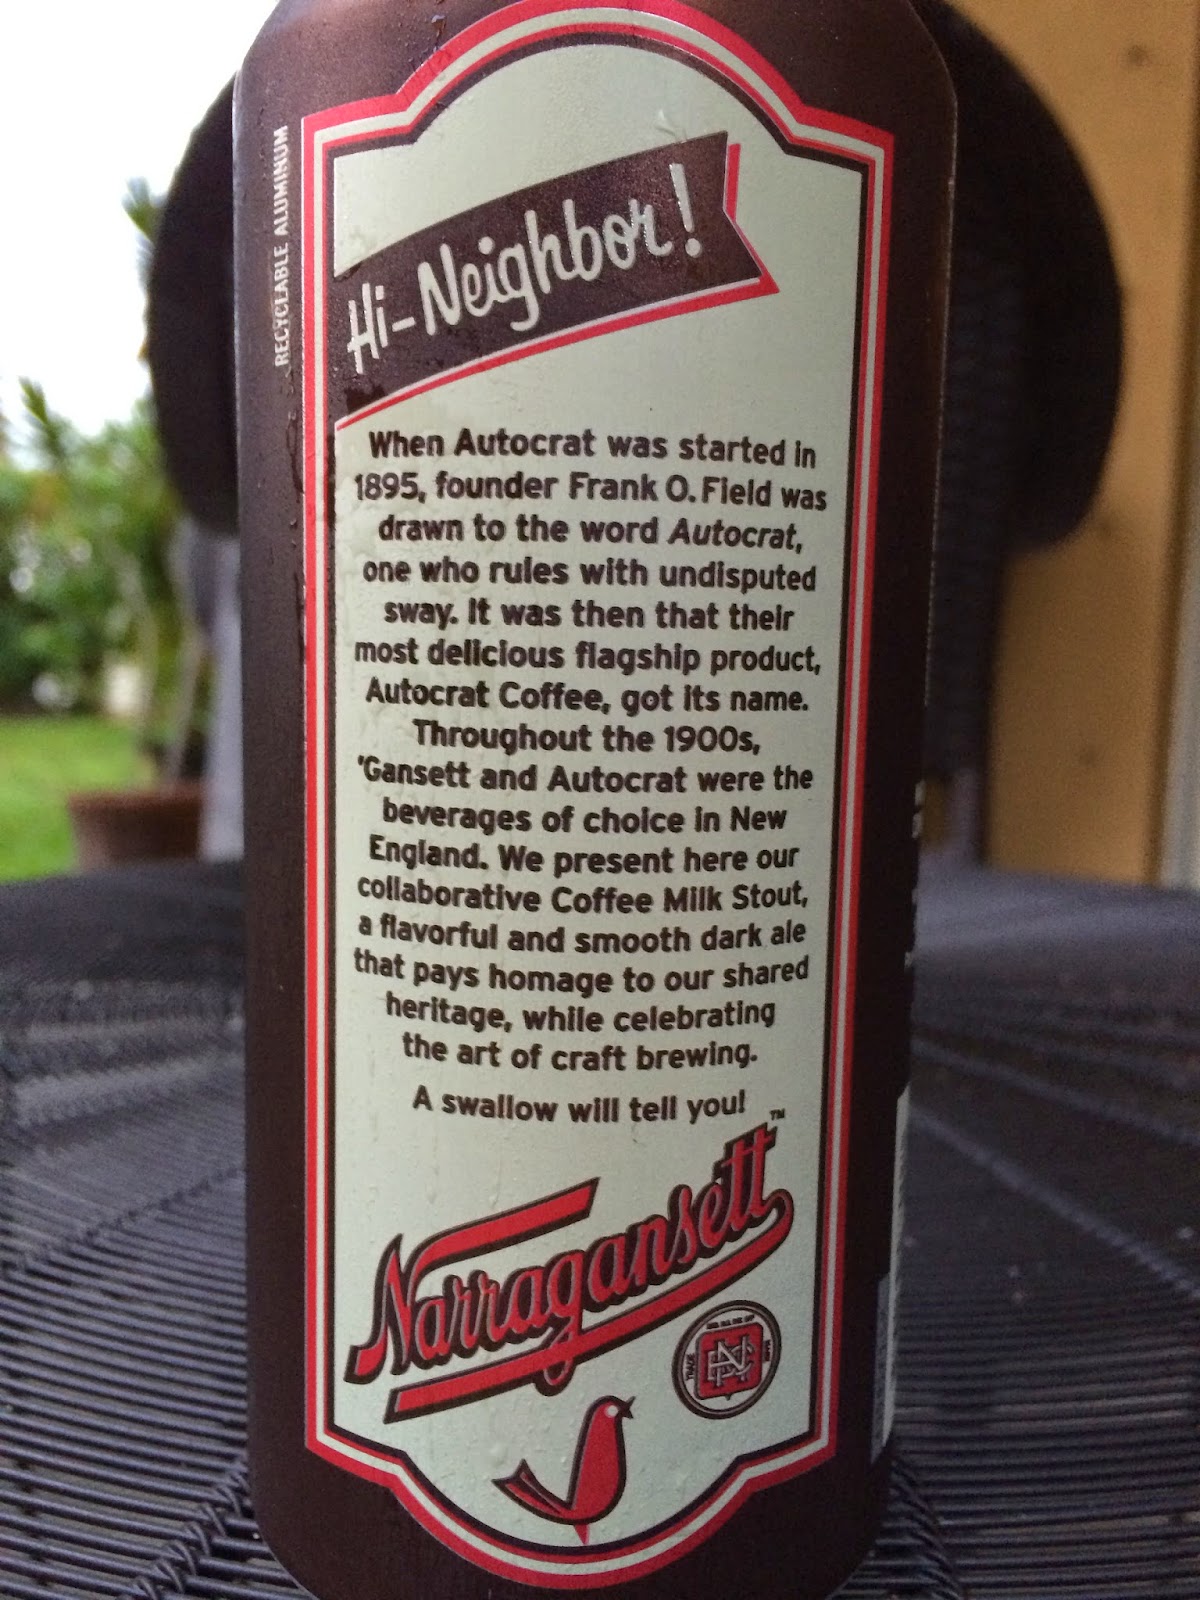 RECYCLABLE ALUMINUM
Hi-Neighbor!
When Autocrat was started in
1895, founder Frank O. Field was
drawn to the word Autocrat,
one who rules with undisputed
sway. It was then that their
most delicious flagship product,
Autocrat Coffee, got its name.
Throughout the 1900s,
'Gansett and Autocrat were the
beverages of choice in New
England. We present here our
collaborative Coffee Milk Stout,
a flavorful and smooth dark ale
that pays homage to our shared
heritage, while celebrating
the art of craft brewing.
A swallow will tell you!
Narragansett™
TRADE